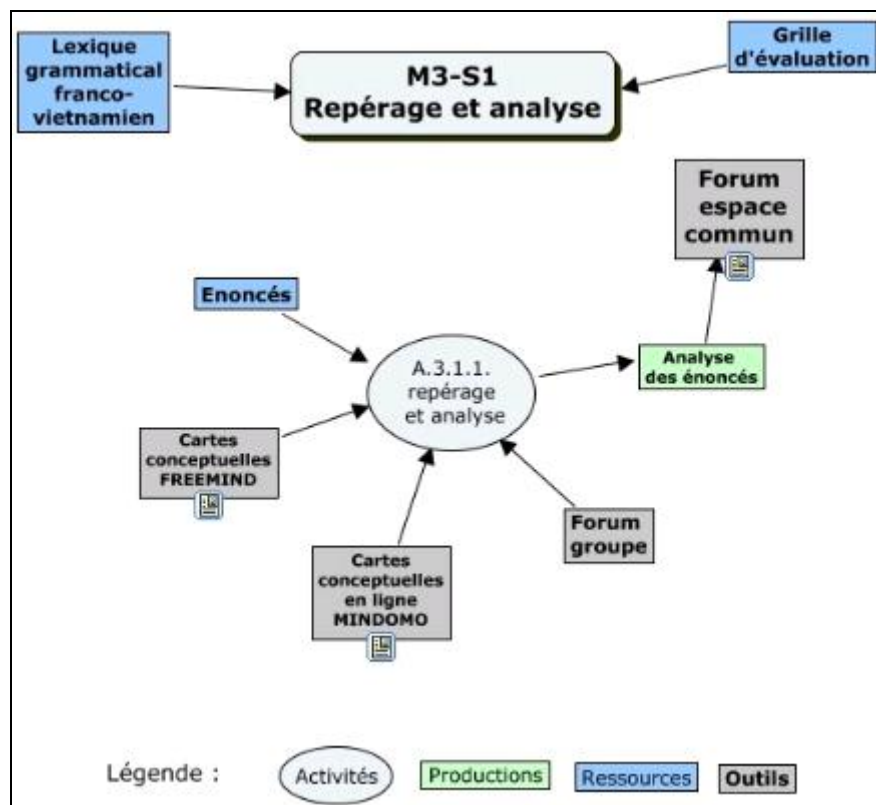 Lexique
grammatical
franco-
vietnamien
M3-S1
Repérage et analyse
Grille
d'évaluation
Forum
espace
commun
Enoncés
A.3.1.1.
repérage
et analyse
Analyse
des énoncés
Cartes
conceptuelles
FREEMIND
Forum
groupe
Cartes
conceptuelles
en ligne
MINDOMO
Légende :
Activités
Productions
Ressources
Outils